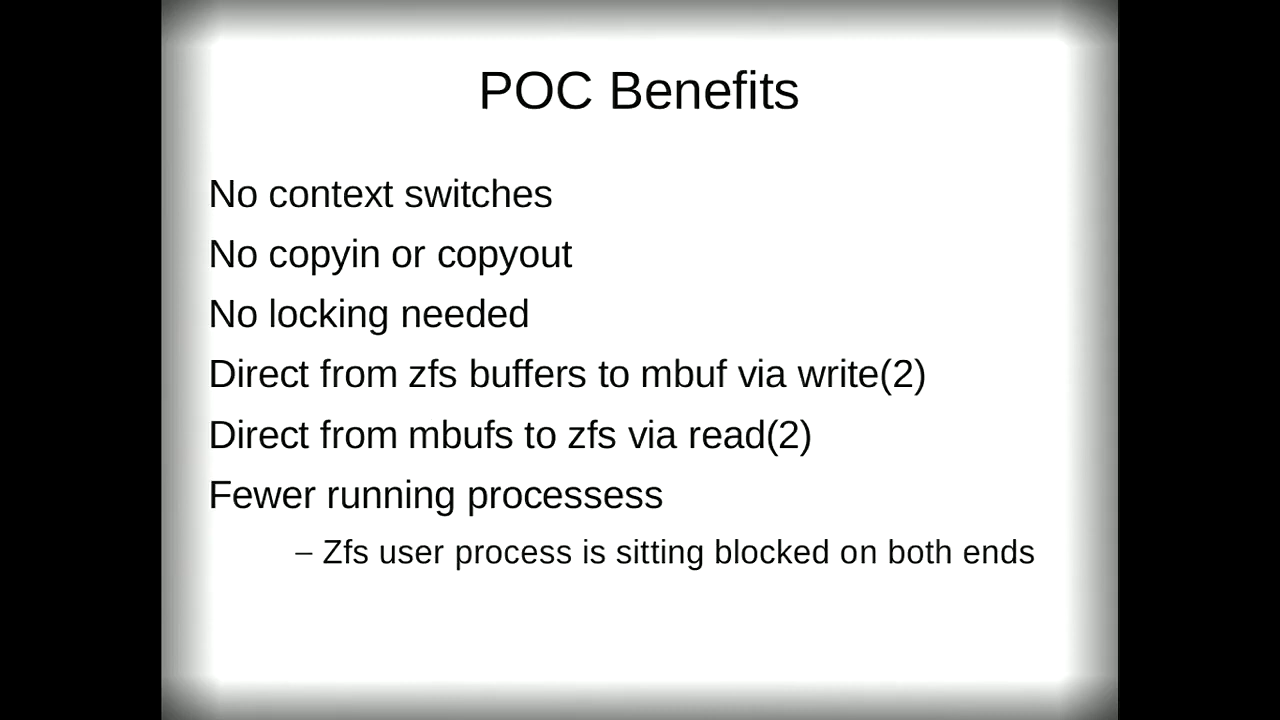 POC Benefits
No context switches
No copyin or copyout
No locking needed
Direct from zfs buffers to mbuf via write(2)
Direct from mbufs to zfs via read(2)
Fewer running processess
– Zfs user process is sitting blocked on both ends